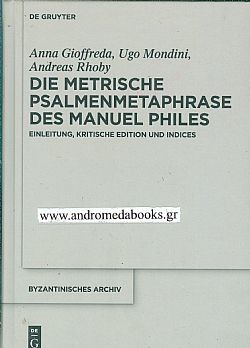 DE GRUYTER
Anna Gioffreda, Ugo Mondini,
Andreas Rhoby
DIE METRISCHE
PSALMENMETAPHRASE
DES MANUEL PHILES
EINLEITUNG, KRITISCHE EDITION UND INDICES
www.andromedabooks.gr
BYZANTINISCHES ARCHIV
DE
G